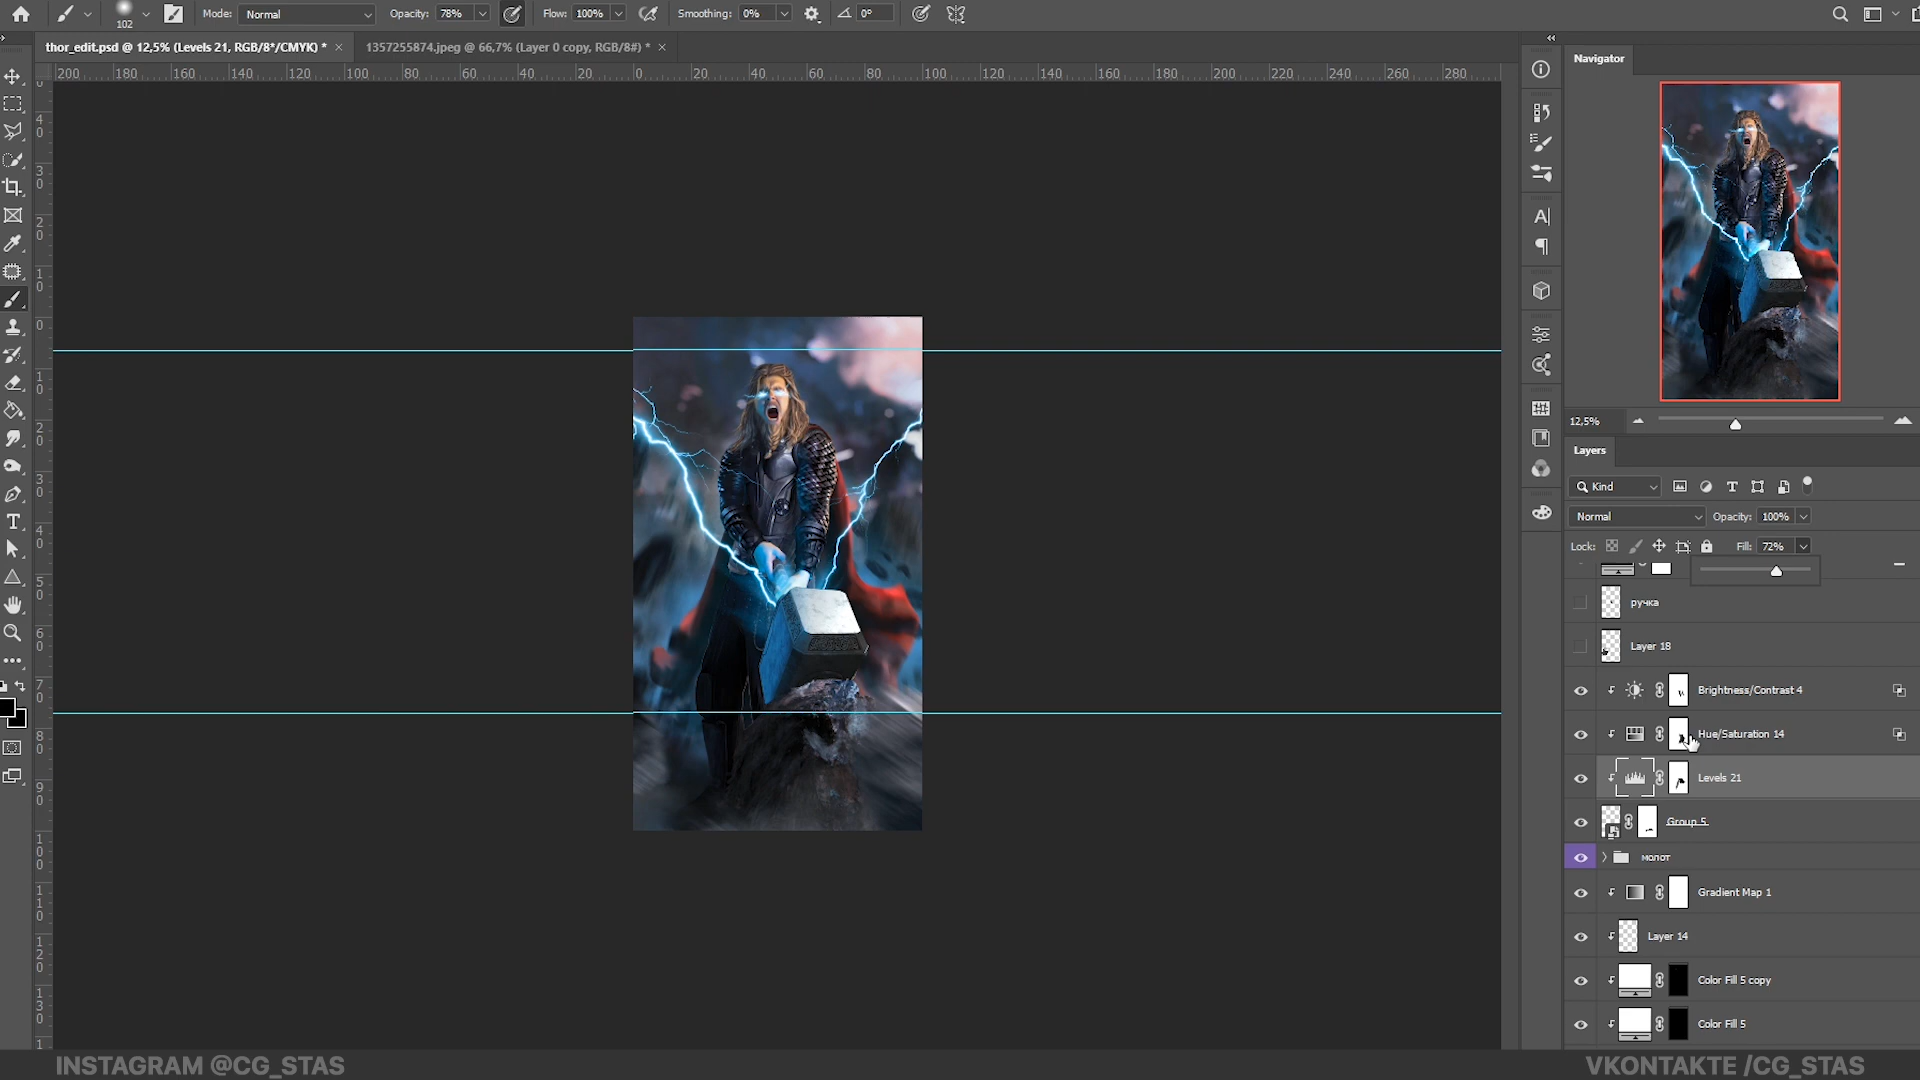 Mode: Normal Opacity: 78% Flow: 100% Smoothing: 0% 0°
102
thor_edit.psd @ 12,5% (Levels 21, RGB/8*/CMYK) * × 1357255874.jpeg @ 66,7% (Layer 0 copy, RGB/8#) * ×
200 180 160 140 120 100 80 60 40 20 0 20 40 60 80 100 120 140 160 180 200 220 240 260 280
Navigator
12,5%
Layers
Kind
Normal Opacity: 100%
Lock: Fill: 72%
ручка
Layer 18
Brightness/Contrast 4
Hue/Saturation 14
Levels 21
Group 5
молот
Gradient Map 1
Layer 14
Color Fill 5 copy
Color Fill 5
INSTAGRAM @CG_STAS
VKONTAKTE /CG_STAS